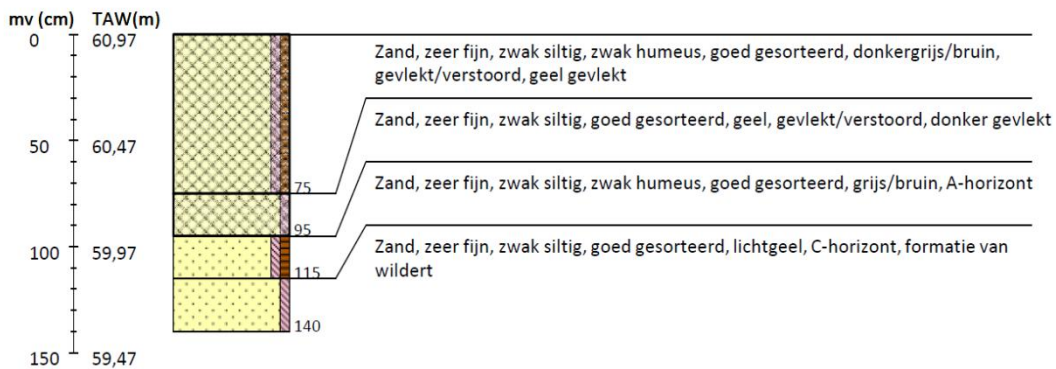 mv (cm) TAW(m)
0 60,97
Zand, zeer fijn, zwak siltig, zwak humeus, goed gesorteerd, donkergrijs/bruin,
gevlekt/verstoord, geel gevlekt
Zand, zeer fijn, zwak siltig, goed gesorteerd, geel, gevlekt/verstoord, donker gevlekt
50 60,47
75
Zand, zeer fijn, zwak siltig, zwak humeus, goed gesorteerd, grijs/bruin, A-horizont
95
100 59,97
Zand, zeer fijn, zwak siltig, goed gesorteerd, lichtgeel, C-horizont, formatie van
wildert
115
140
150 59,47